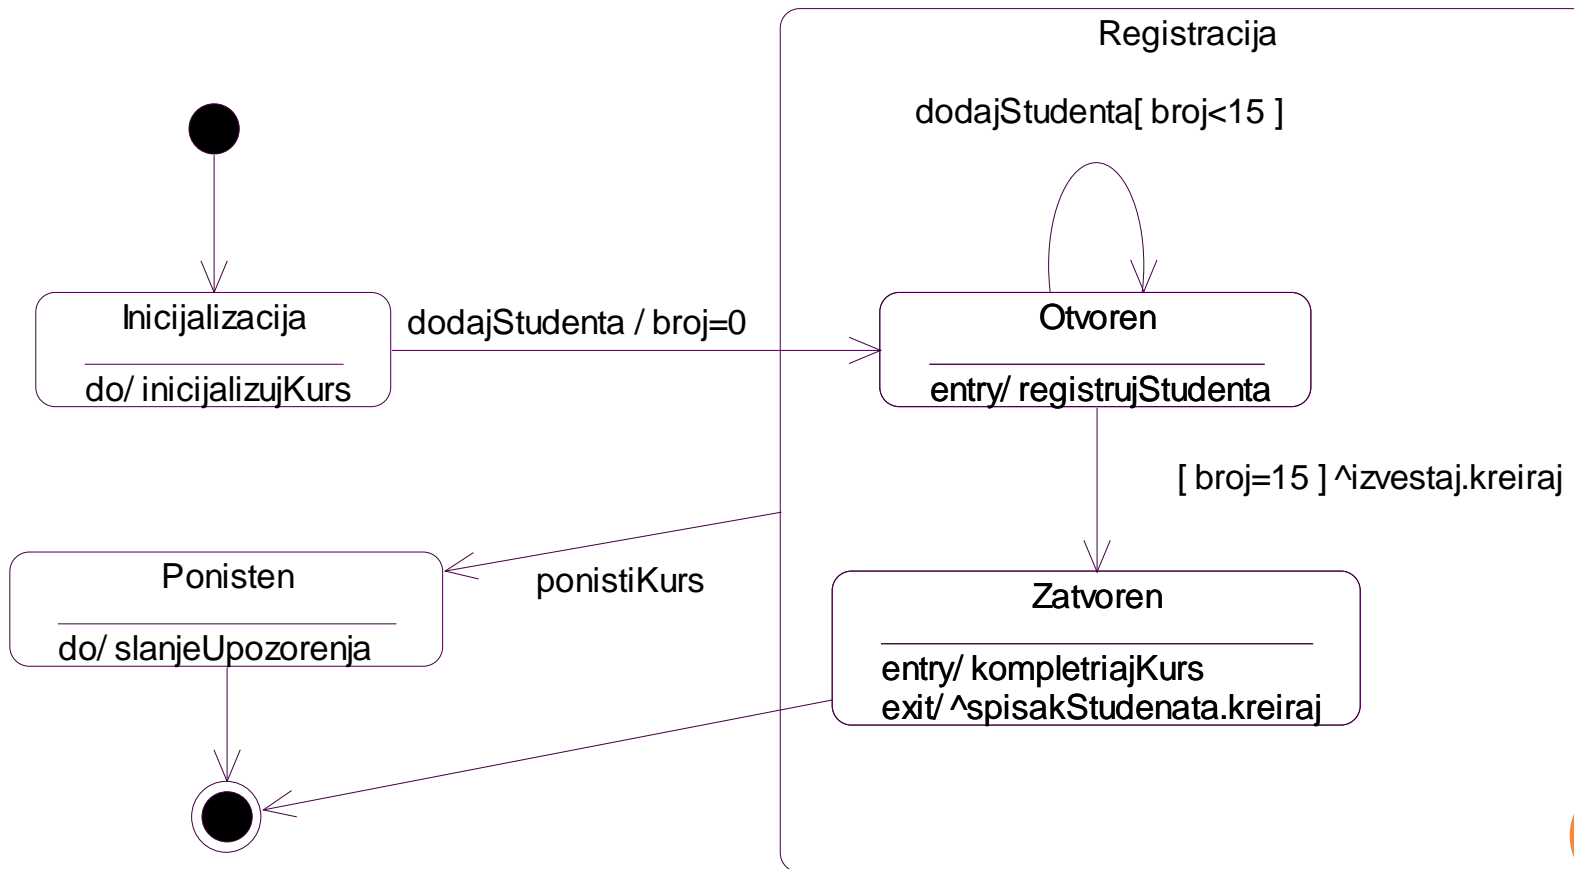 Registracija
dodajStudenta[ broj<15 ]
Inicijalizacija
do/ inicijalizujKurs
dodajStudenta / broj=0
Otvoren
entry/ registrujStudenta
[ broj=15 ] ^izvestaj.kreiraj
Ponisten
do/ slanjeUpozorenja
ponistiKurs
Zatvoren
entry/ kompletriajKurs
exit/ ^spisakStudenata.kreiraj